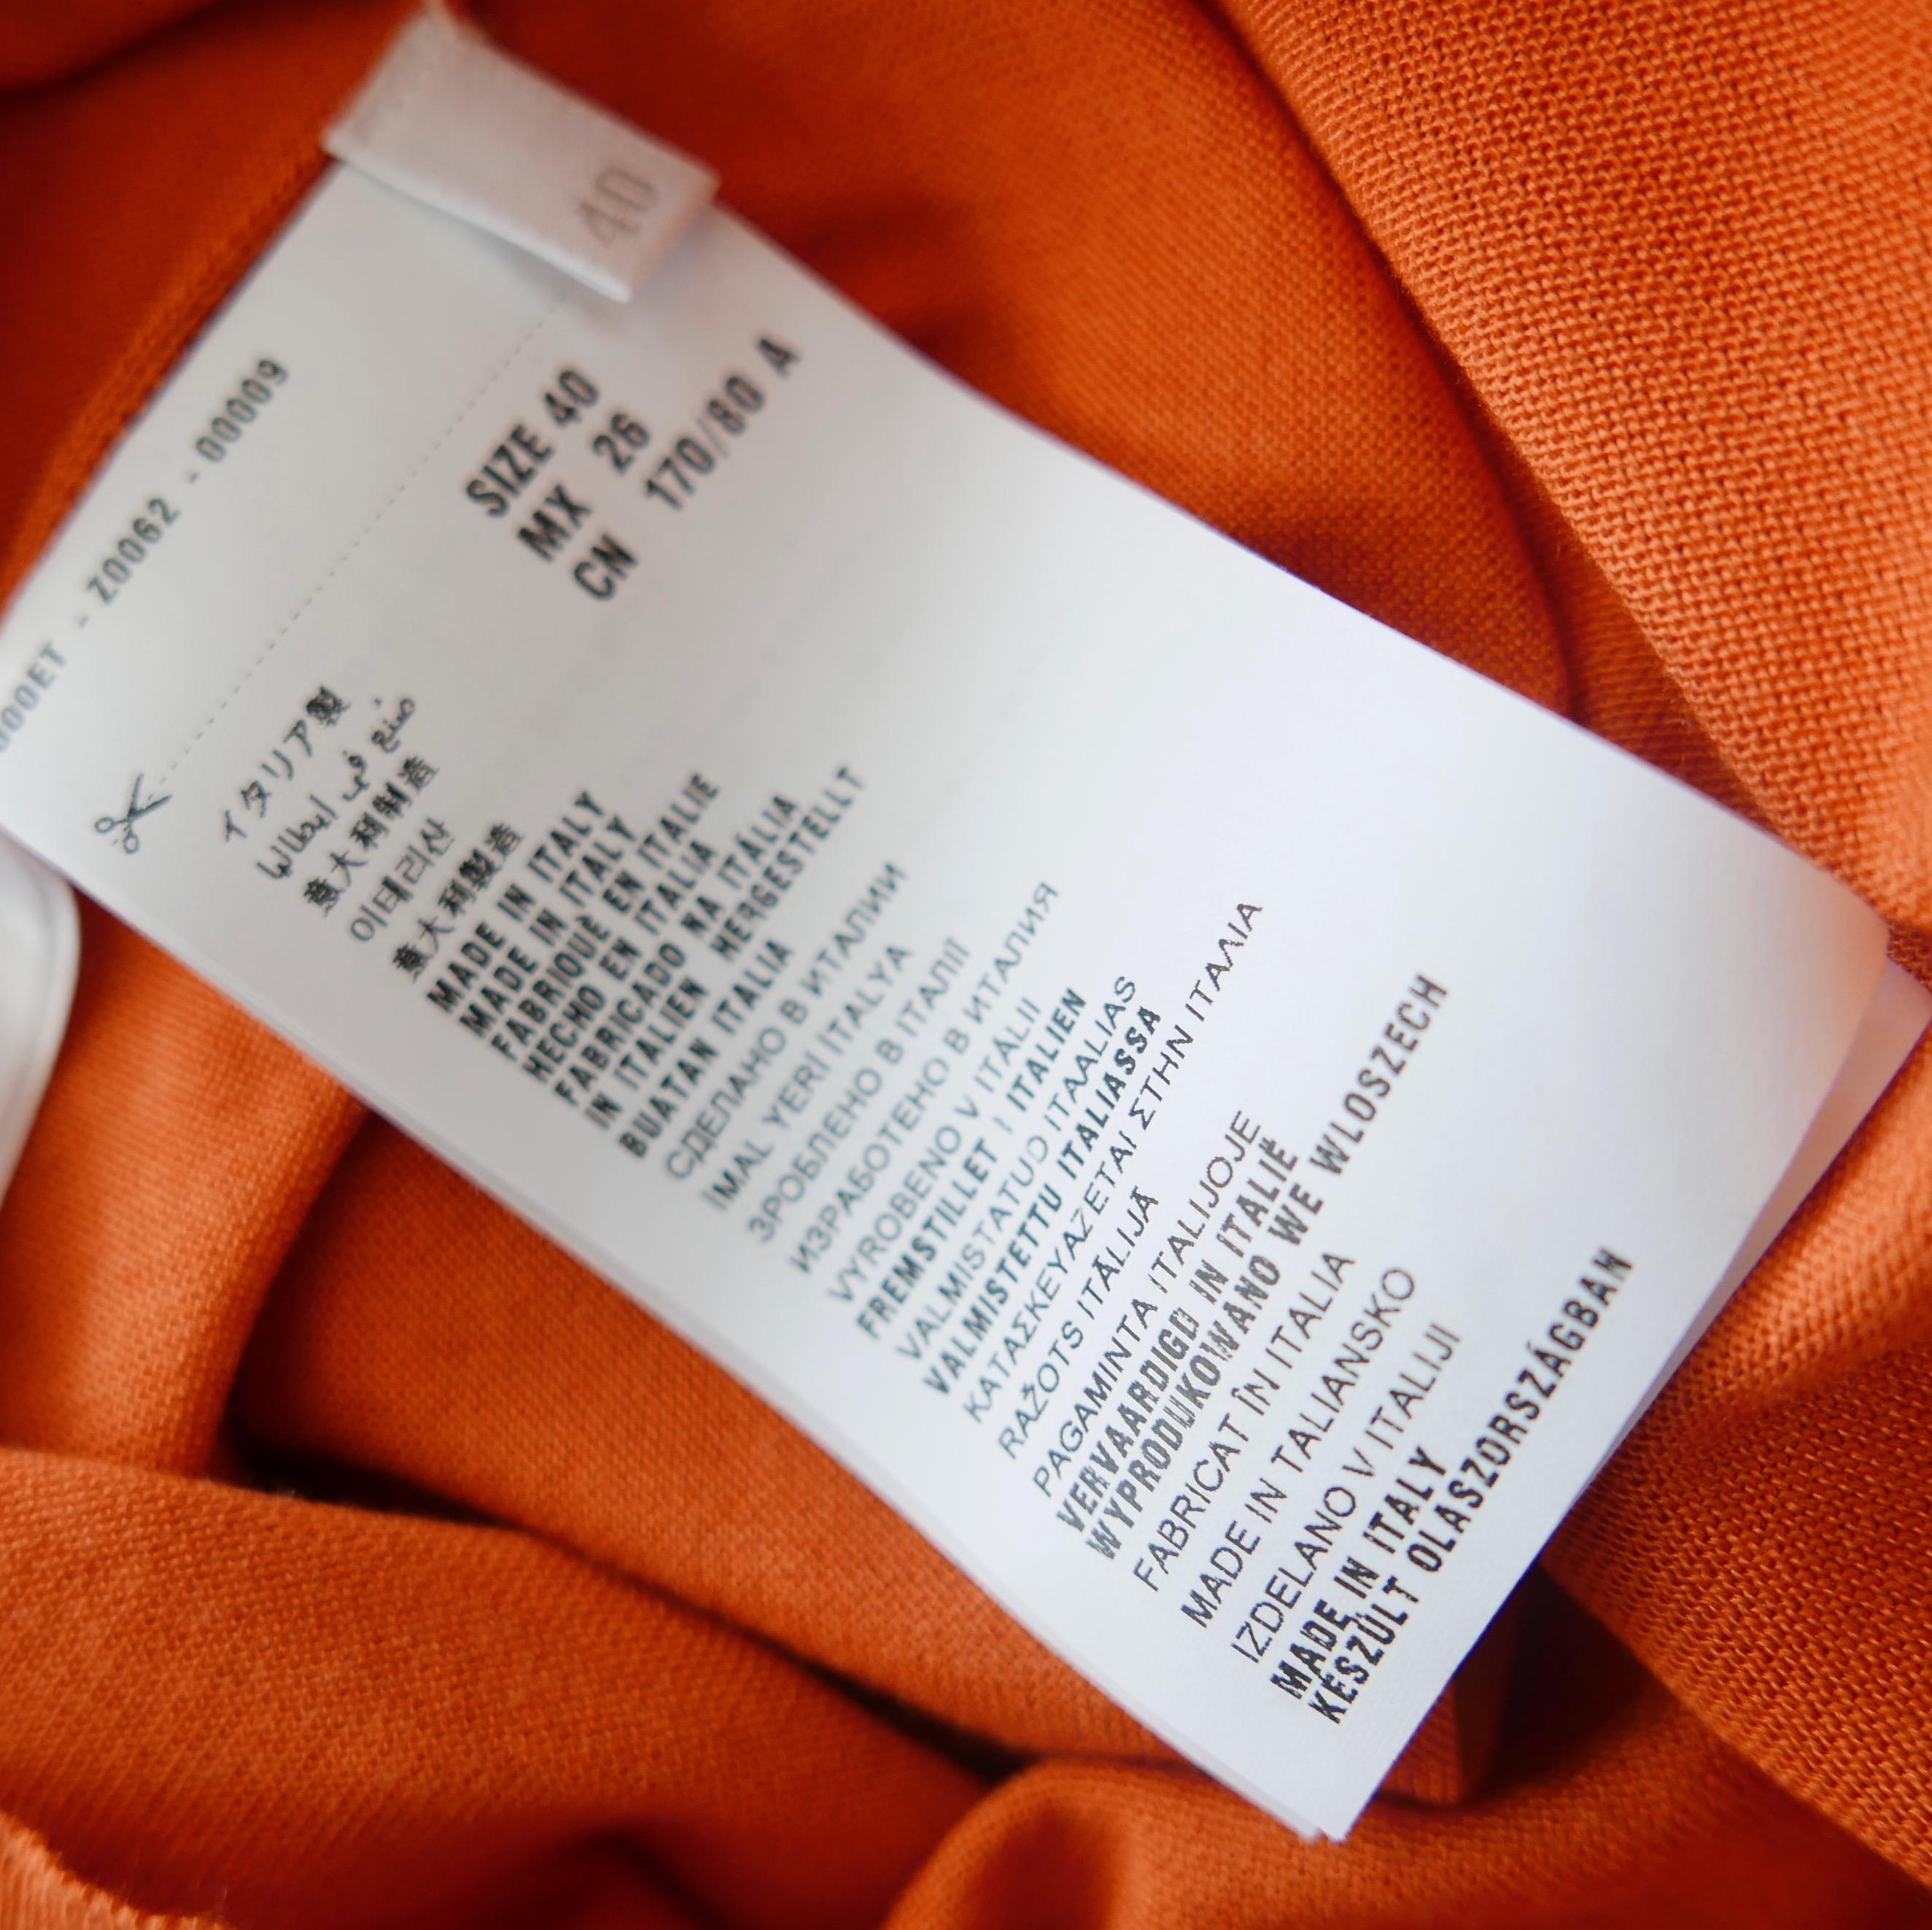 40
00ET - Z0062 - 00009
SIZE 40
MX 26
CN 170/80 A
イタリア製
صنع في ايطاليا
意大利制造
이태리산
意大利製造
MADE IN ITALY
MADE IN ITALY
FABRIQUÈ EN ITALIE
HECHO EN ITALIA
FABRICADO NA ITÁLIA
IN ITALIEN HERGESTELLT
BUATAN ITALIA
СДЕЛАНО В ИТАЛИИ
IMAL YERI ITALYA
ЗРОБЛЕНО В ІТАЛІЇ
ИЗРАБОТЕНО В ИТАЛИЯ
VYROBENO V ITÁLII
FREMSTILLET I ITALIEN
VALMISTATUD ITAALIAS
VALMISTETTU ITALIASSA
ΚΑΤΑΣΚΕΥΑΖΕΤΑΙ ΣΤΗΝ ΙΤΑΛΙΑ
RAŽOTS ITĀLIJĀ
PAGAMINTA ITALIJOJE
VERVAARDIGD IN ITALIË
WYPRODUKOWANO WE WLOSZECH
FABRICAT ÎN ITALIA
MADE IN TALIANSKO
IZDELANO V ITALIJI
MADE IN ITALY
KÉSZÜLT OLASZORSZÁGBAN